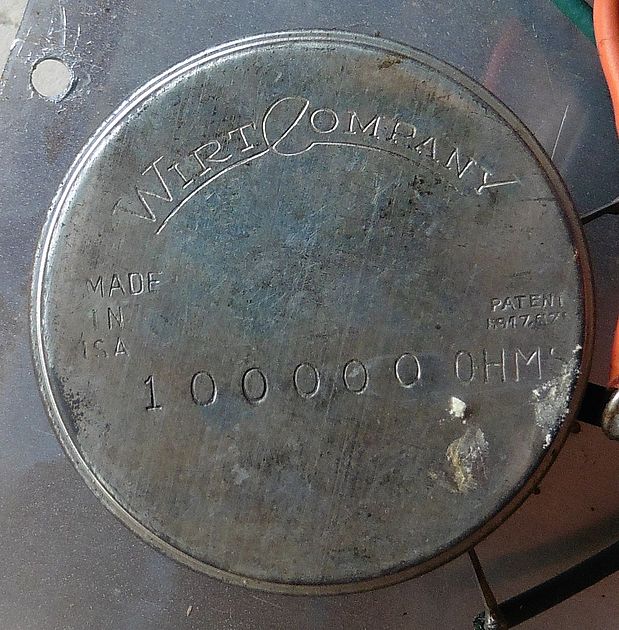 WIRT COMPANY
MADE
IN
USA
PATENT
100000 OHMS